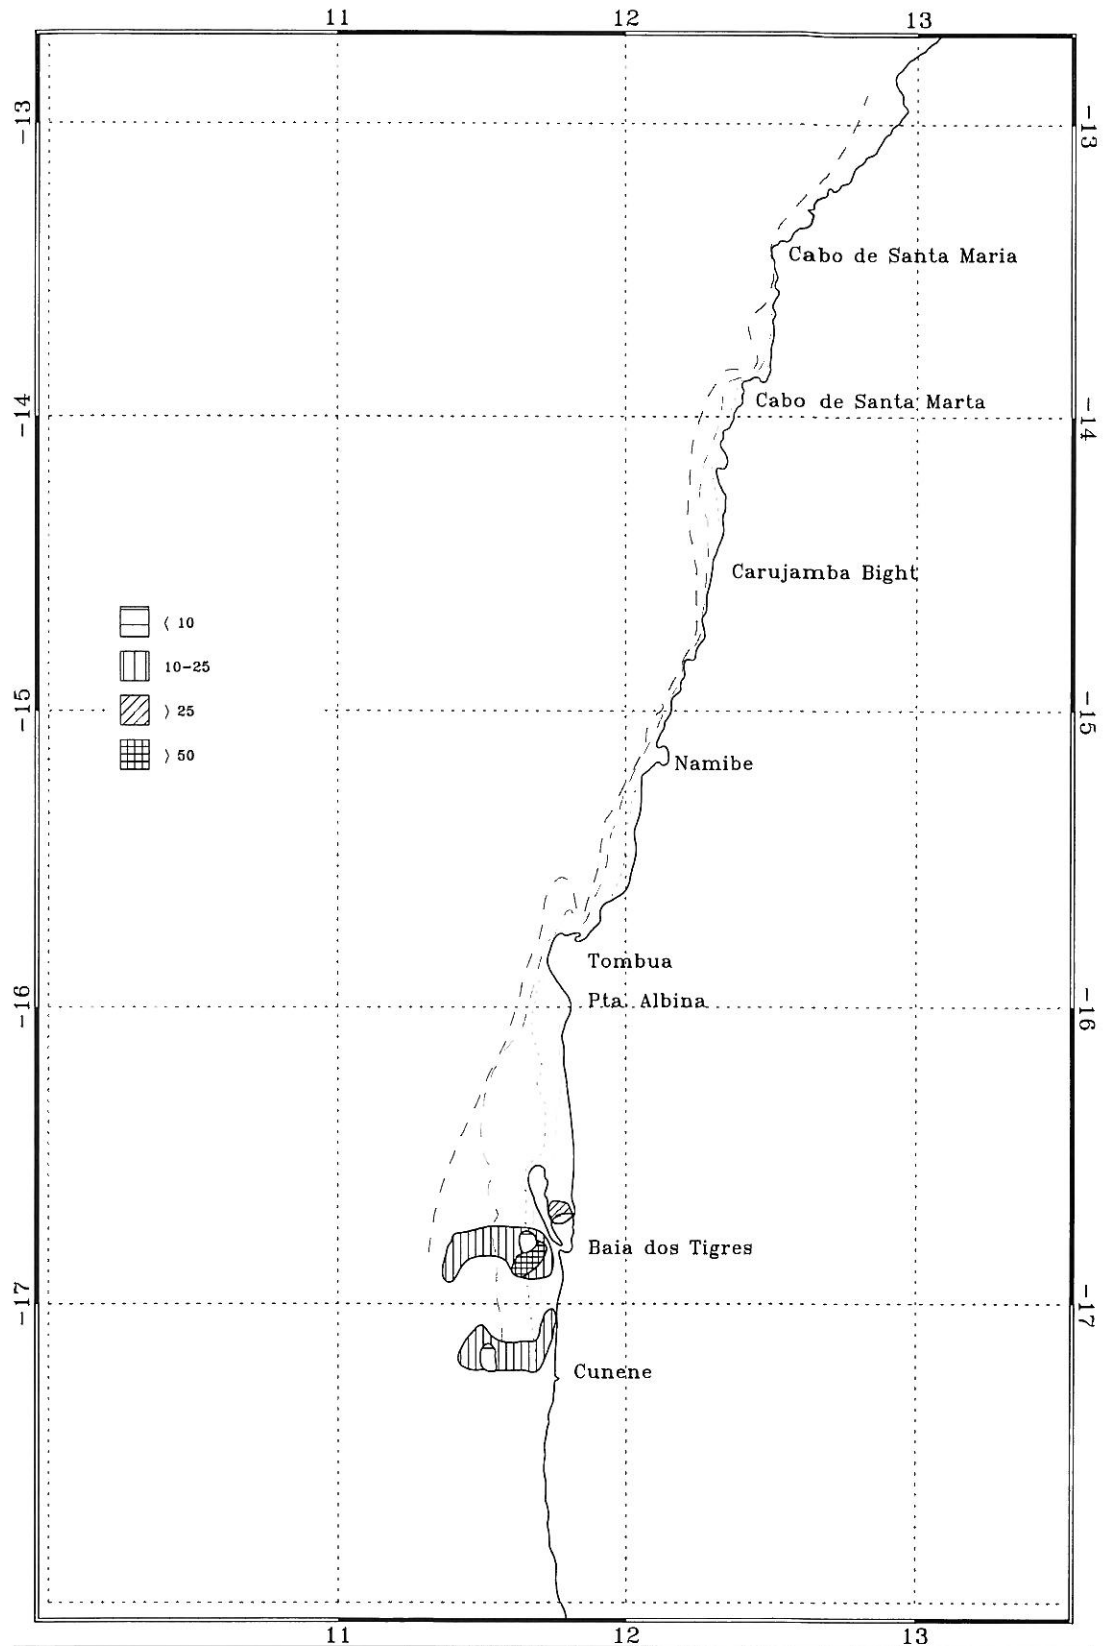 11 12 13
-13 -13
Cabo de Santa Maria
Cabo de Santa Marta
-14 -14
Carujamba Bight
⟨ 10
10-25
⟩ 25
⟩ 50
-15 -15
Namibe
Tombua
Pta. Albina
-16 -16
Baia dos Tigres
-17 -17
Cunene
11 12 13